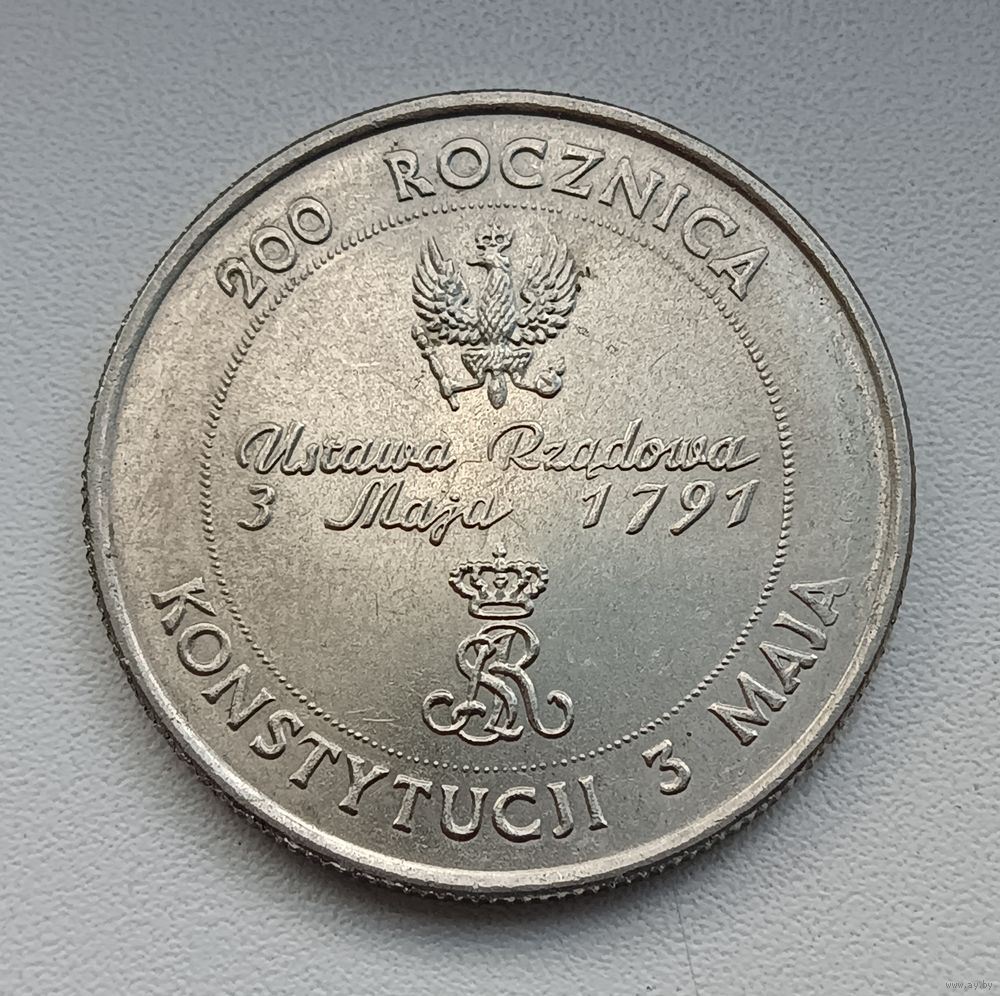 200 ROCZNICA
Ustawa Rządowa
3 Maja 1791
SAR
KONSTYTUCJI 3 MAJA
www.ay.by